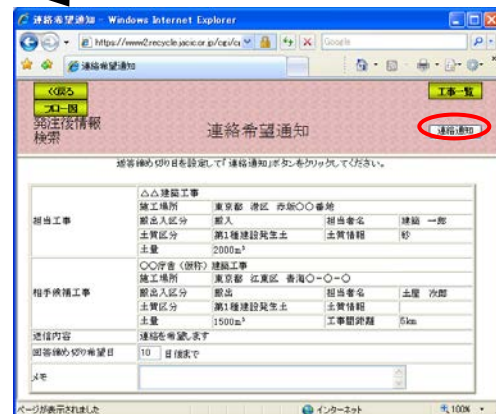 連絡希望通知 - Windows Internet Explorer
https://www2.recycle.jacic.or.jp/cgi/cr
Google
連絡希望通知
<<戻る
工事一覧
フロー図
発注後情報
検索
連絡希望通知
連絡通知
返答締め切り日を設定して「連絡通知」ボタンをクリックしてください。
担当工事
△△建築工事
施工場所 東京都 港区 赤坂〇〇番地
搬出入区分 搬入 担当者名 建築 一郎
土質区分 第1種建設発生土 土質情報 砂
土量 2000m³
相手候補工事
〇〇庁舎（仮称）建築工事
施工場所 東京都 江東区 青海〇-〇-〇
搬出入区分 搬出 担当者名 土屋 次郎
土質区分 第1種建設発生土 土質情報
土量 1500m³ 工事間距離 5km
送信内容 連絡を希望します
回答締め切り希望日 10 日後まで
メモ
ページが表示されました
インターネット
100%